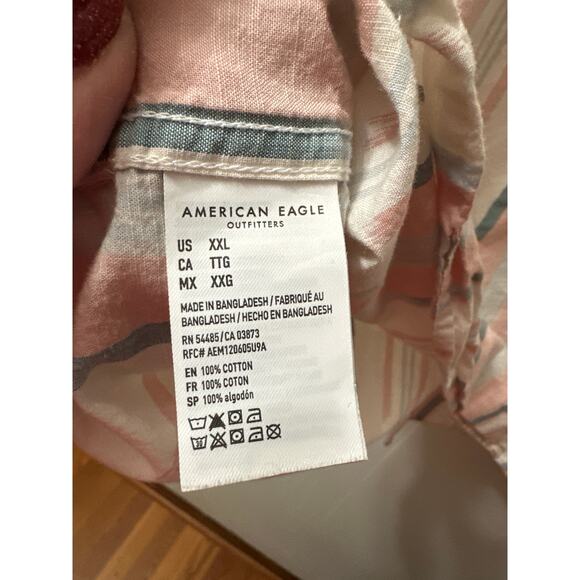 AMERICAN EAGLE
OUTFITTERS
US XXL
CA TTG
MX XXG
MADE IN BANGLADESH / FABRIQUÉ AU
BANGLADESH / HECHO EN BANGLADESH
RN 54485 / CA 03873
RFC# AEM120605U9A
EN 100% COTTON
FR 100% COTON
SP 100% algodón